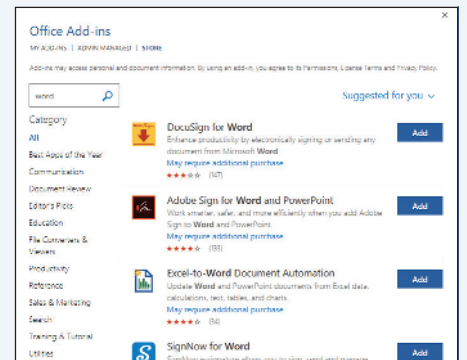 Office Add-ins
MY ADD-INS | ADMIN MANAGED | STORE
Add-ins may access personal and document information. By using an add-in, you agree to its Permissions, License Terms and Privacy Policy.
word
Suggested for you
Category
All
Best Apps of the Year
Communication
Document Review
Editor's Picks
Education
File Converters &
Viewers
Productivity
Reference
Sales & Marketing
Search
Training & Tutorial
Utilities
DocuSign for Word
Enhance productivity by electronically signing or sending any
document from Microsoft Word.
May require additional purchase
(147)
Add
Adobe Sign for Word and PowerPoint
Work smarter, safer, and more efficiently when you add Adobe
Sign to Word and PowerPoint.
May require additional purchase
Add
Excel-to-Word Document Automation
Update Word and PowerPoint documents from Excel data,
calculations, text, tables, and charts.
May require additional purchase
(34)
Add
SignNow for Word
Add